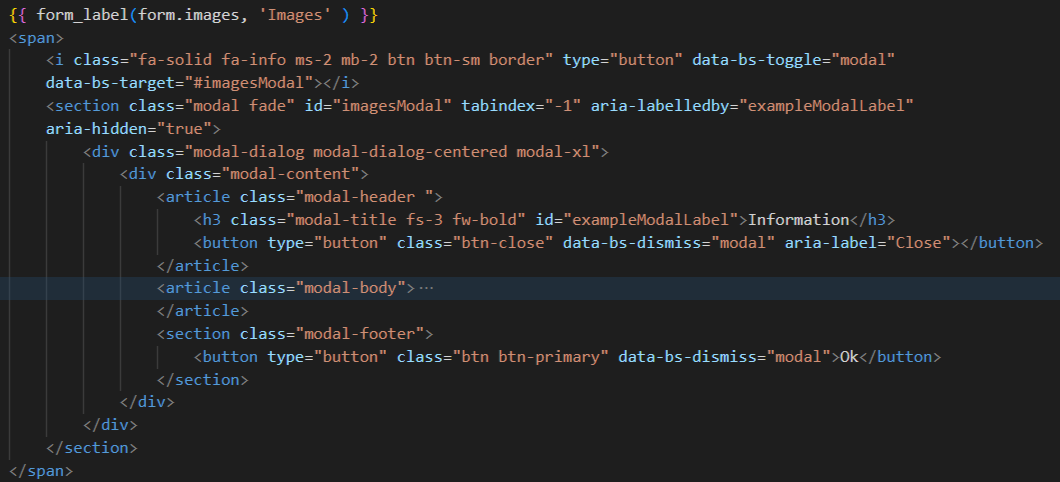 {{ form_label(form.images, 'Images' ) }}
<span>
<i class="fa-solid fa-info ms-2 mb-2 btn btn-sm border" type="button" data-bs-toggle="modal"
data-bs-target="#imagesModal"></i>
<section class="modal fade" id="imagesModal" tabindex="-1" aria-labelledby="exampleModalLabel"
aria-hidden="true">
<div class="modal-dialog modal-dialog-centered modal-xl">
<div class="modal-content">
<article class="modal-header ">
<h3 class="modal-title fs-3 fw-bold" id="exampleModalLabel">Information</h3>
<button type="button" class="btn-close" data-bs-dismiss="modal" aria-label="Close"></button>
</article>
<article class="modal-body">…
</article>
<section class="modal-footer">
<button type="button" class="btn btn-primary" data-bs-dismiss="modal">Ok</button>
</section>
</div>
</div>
</section>
</span>